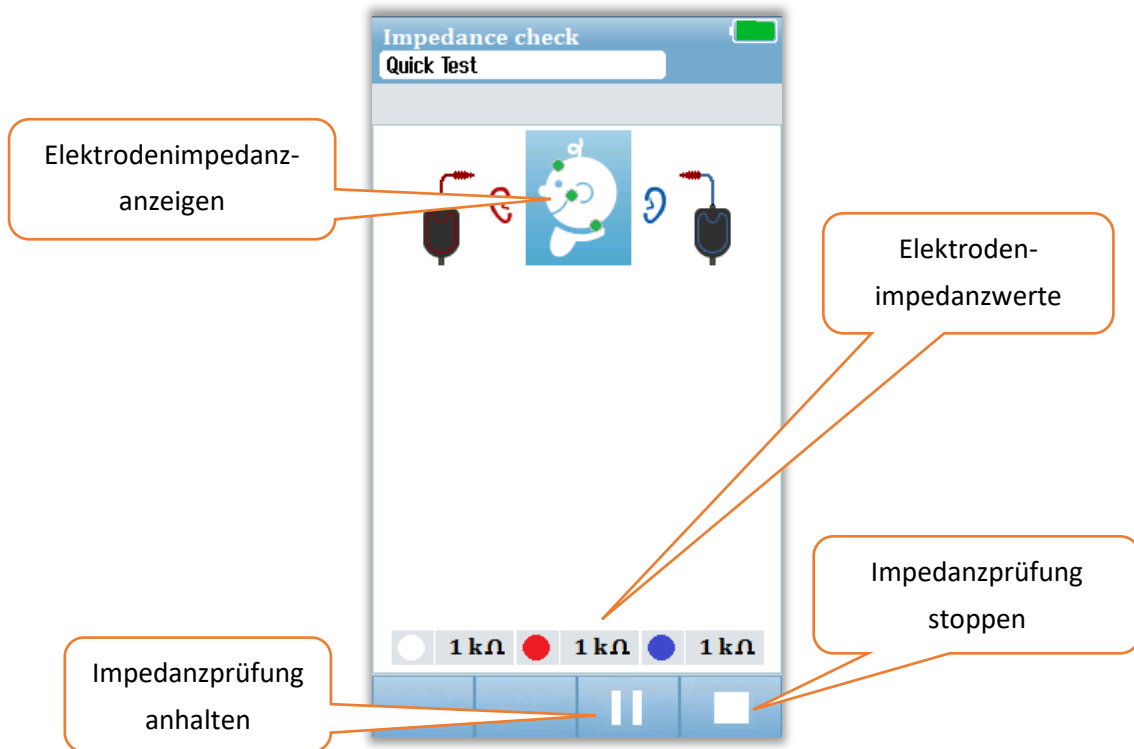 Impedance check
Quick Test
Elektrodenimpedanz-
anzeigen
Elektroden-
impedanzwerte
Impedanzprüfung
stoppen
1 kΩ 1 kΩ 1 kΩ
Impedanzprüfung
anhalten